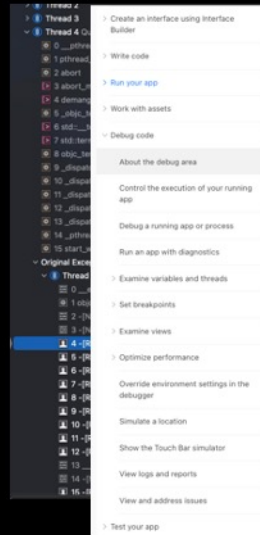 Thread 2
Thread 3
Thread 4
0
1 pthread_
2 abort
3 abort_m
4 demang
5 _objc_t
6 std::__t
7 std::terr
8 objc_ter
9 _dispatc
10 _dispat
11 _dispat
12 _dispat
13 _dispat
14 _pthre
15 start_w
Original Exce
Thread
0
1 obj
2 -[N
3 -[N
4 -[R
5 -[R
6 -[R
7 -[R
8 -[R
9 -[R
10 -[R
11 -[R
12 -[R
13
14 -[R
15 -[R
Create an interface using Interface
Builder
Write code
Run your app
Work with assets
Debug code
About the debug area
Control the execution of your running
app
Debug a running app or process
Run an app with diagnostics
Examine variables and threads
Set breakpoints
Examine views
Optimize performance
Override environment settings in the
debugger
Simulate a location
Show the Touch Bar simulator
View logs and reports
View and address issues
Test your app